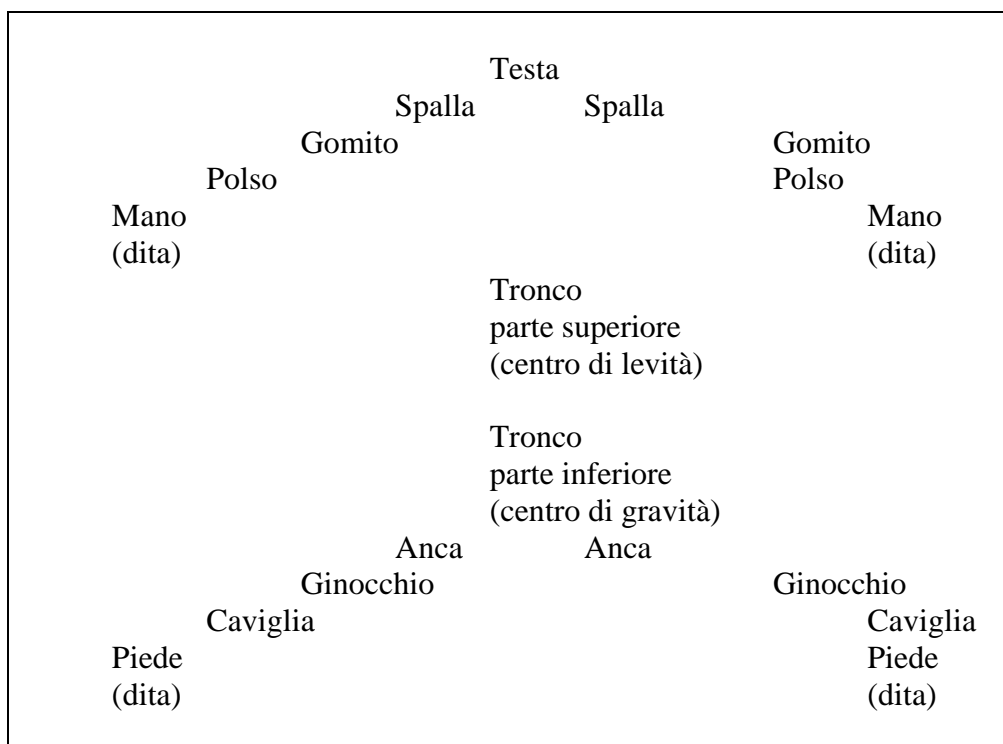 Testa
Spalla Spalla
Gomito Gomito
Polso Polso
Mano Mano
(dita) (dita)
Tronco
parte superiore
(centro di levità)
Tronco
parte inferiore
(centro di gravità)
Anca Anca
Ginocchio Ginocchio
Caviglia Caviglia
Piede Piede
(dita) (dita)